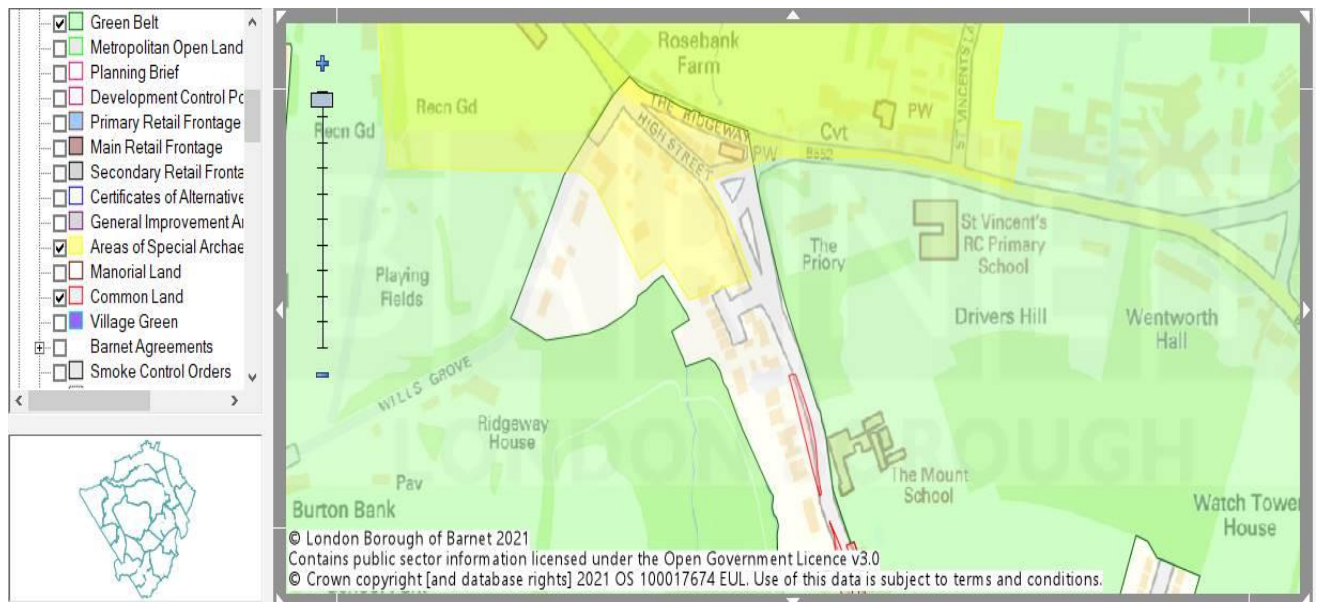 Green Belt
Metropolitan Open Land
Planning Brief
Development Control Po
Primary Retail Frontage
Main Retail Frontage
Secondary Retail Fronta
Certificates of Alternative
General Improvement A
Areas of Special Archae
Manorial Land
Common Land
Village Green
Barnet Agreements
Smoke Control Orders
Rosebank
Farm
Recn Gd
Recn Gd
THE RIDGEWAY
HIGH STREET
PW
Cvt
B552
PW
ST VINCENTS LA
St Vincent's
RC Primary
School
The
Priory
Playing
Fields
Drivers Hill
Wentworth
Hall
WILLS GROVE
Ridgeway
House
The Mount
School
Pav
Burton Bank
Watch Tower
House
BARNET
LONDON BOROUGH
© London Borough of Barnet 2021
Contains public sector information licensed under the Open Government Licence v3.0
© Crown copyright [and database rights] 2021 OS 100017674 EUL. Use of this data is subject to terms and conditions.